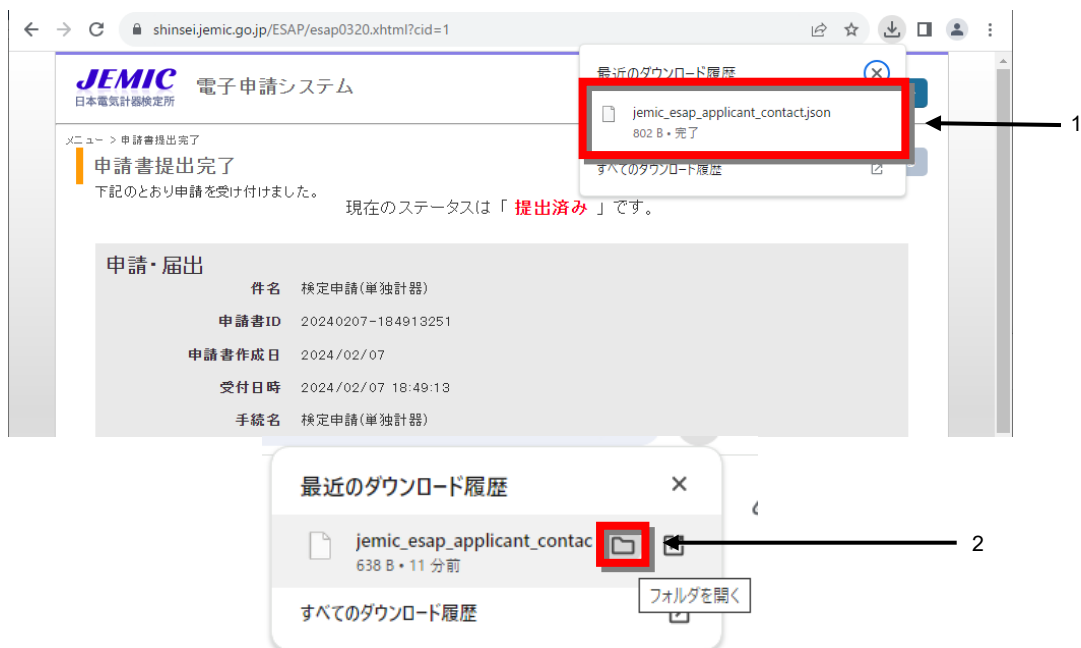 shinsei.jemic.go.jp/ESAP/esap0320.xhtml?cid=1
JEMIC 電子申請システム
日本電気計器検定所
最近のダウンロード履歴
jemic_esap_applicant_contact.json
802 B • 完了
すべてのダウンロード履歴
1
メニュー > 申請書提出完了
申請書提出完了
下記のとおり申請を受け付けました。
現在のステータスは「 提出済み 」です。
申請・届出
件名 検定申請(単独計器)
申請書ID 20240207-184913251
申請書作成日 2024/02/07
受付日時 2024/02/07 18:49:13
手続名 検定申請(単独計器)
最近のダウンロード履歴
jemic_esap_applicant_contac
638 B • 11 分前
2
フォルダを開く
すべてのダウンロード履歴